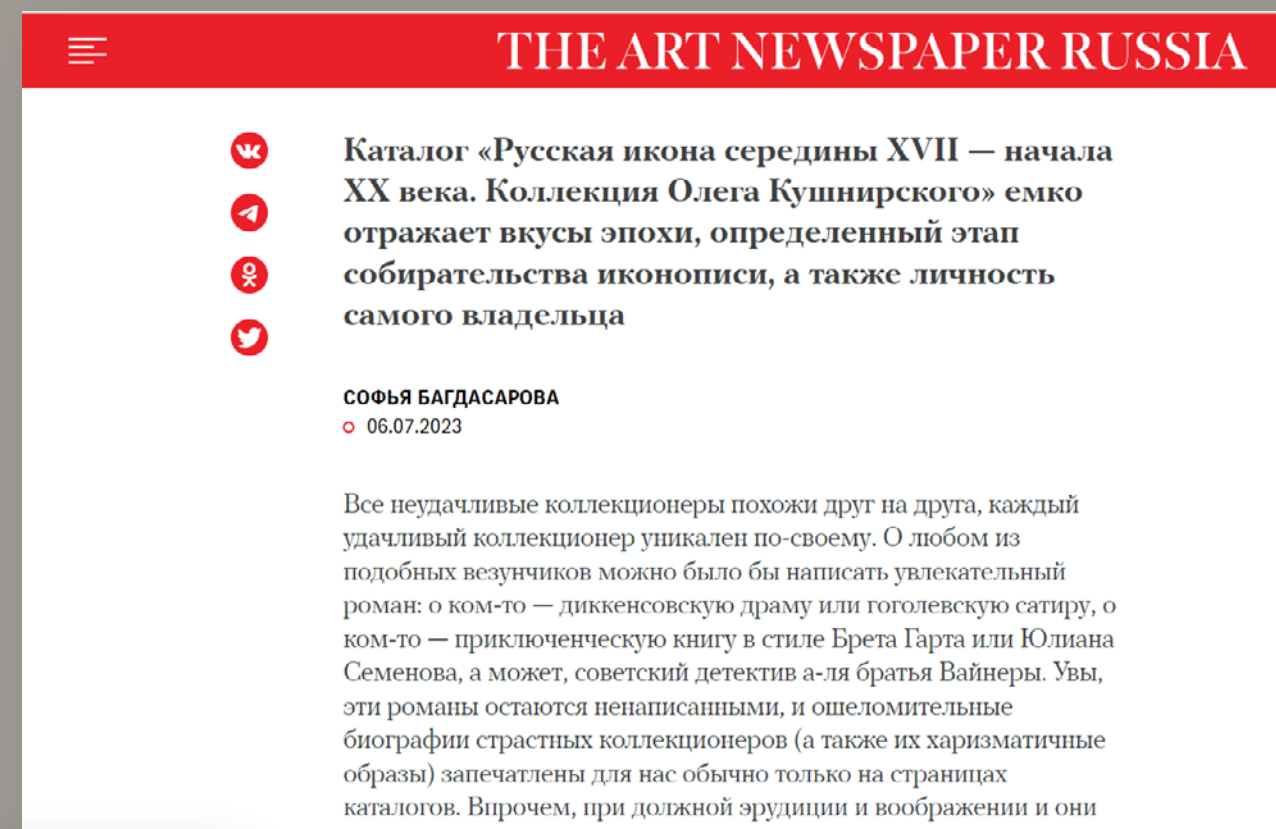 THE ART NEWSPAPER RUSSIA
Каталог «Русская икона середины XVII — начала
XX века. Коллекция Олега Кушнирского» емко
отражает вкусы эпохи, определенный этап
собирательства иконописи, а также личность
самого владельца
СОФЬЯ БАГДАСАРОВА
06.07.2023
Все неудачливые коллекционеры похожи друг на друга, каждый
удачливый коллекционер уникален по-своему. О любом из
подобных везунчиков можно было бы написать увлекательный
роман: о ком-то — диккенсовскую драму или гоголевскую сатиру, о
ком-то — приключенческую книгу в стиле Брета Гарта или Юлиана
Семенова, а может, советский детектив а-ля братья Вайнеры. Увы,
эти романы остаются ненаписанными, и ошеломительные
биографии страстных коллекционеров (а также их харизматичные
образы) запечатлены для нас обычно только на страницах
каталогов. Впрочем, при должной эрудиции и воображении и они